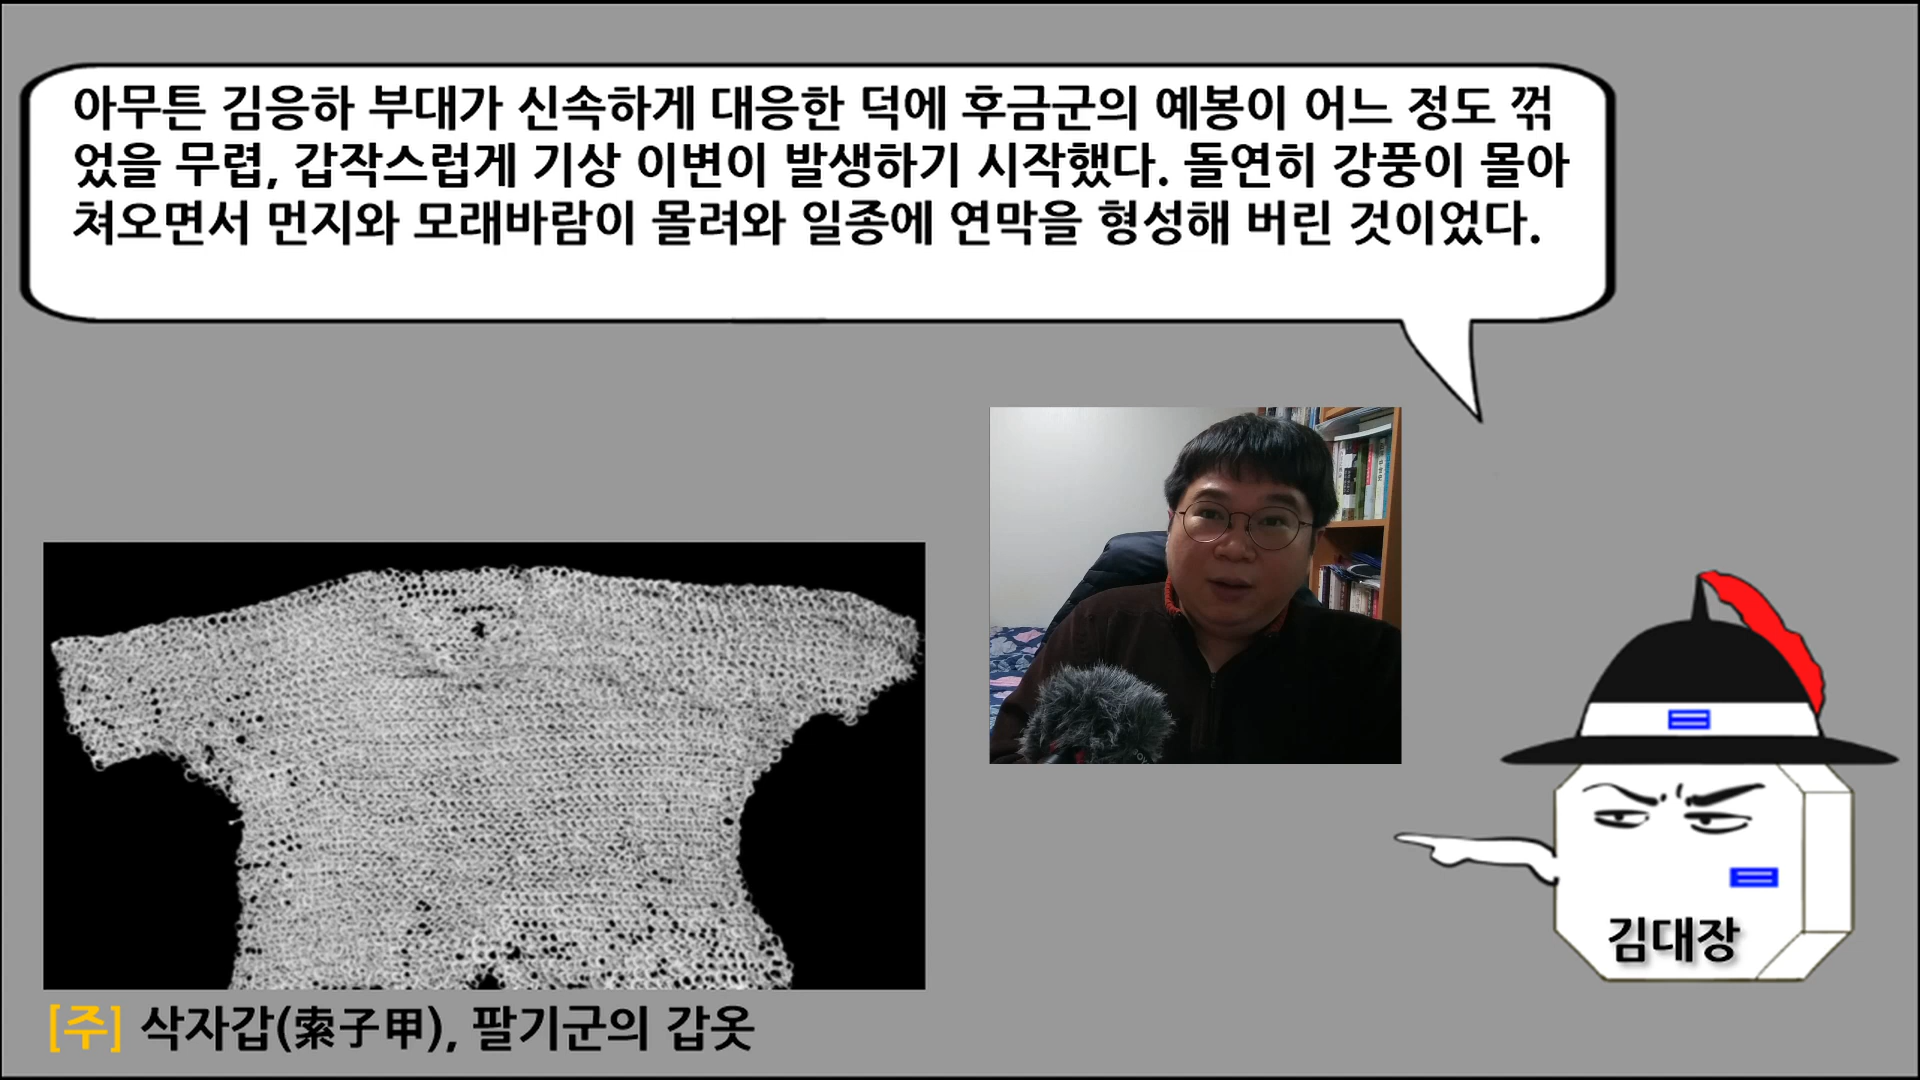 아무튼 김응하 부대가 신속하게 대응한 덕에 후금군의 예봉이 어느 정도 꺾
었을 무렵, 갑작스럽게 기상 이변이 발생하기 시작했다. 돌연히 강풍이 몰아
쳐오면서 먼지와 모래바람이 몰려와 일종에 연막을 형성해 버린 것이었다.
김대장
[주] 삭자갑(索子甲), 팔기군의 갑옷